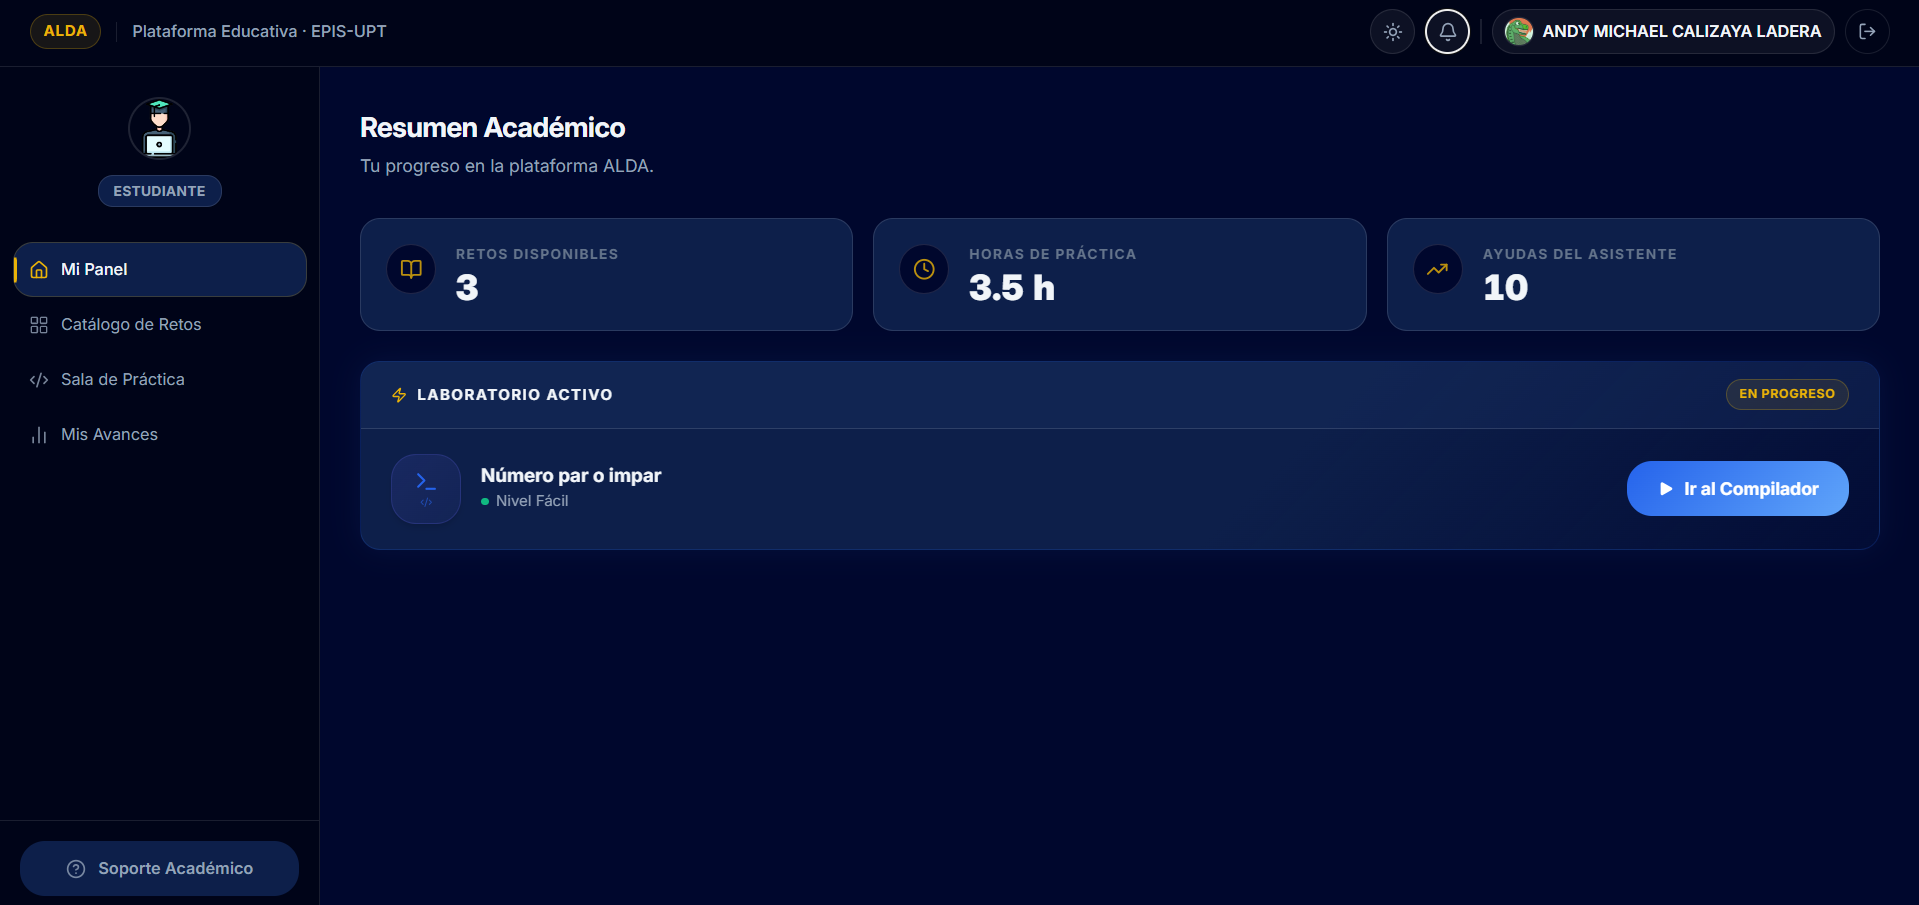 ALDA
Plataforma Educativa · EPIS-UPT
ANDY MICHAEL CALIZAYA LADERA
ESTUDIANTE
Mi Panel
Catálogo de Retos
Sala de Práctica
Mis Avances
Soporte Académico
Resumen Académico
Tu progreso en la plataforma ALDA.
RETOS DISPONIBLES
3
HORAS DE PRÁCTICA
3.5 h
AYUDAS DEL ASISTENTE
10
LABORATORIO ACTIVO
EN PROGRESO
Número par o impar
Nivel Fácil
Ir al Compilador